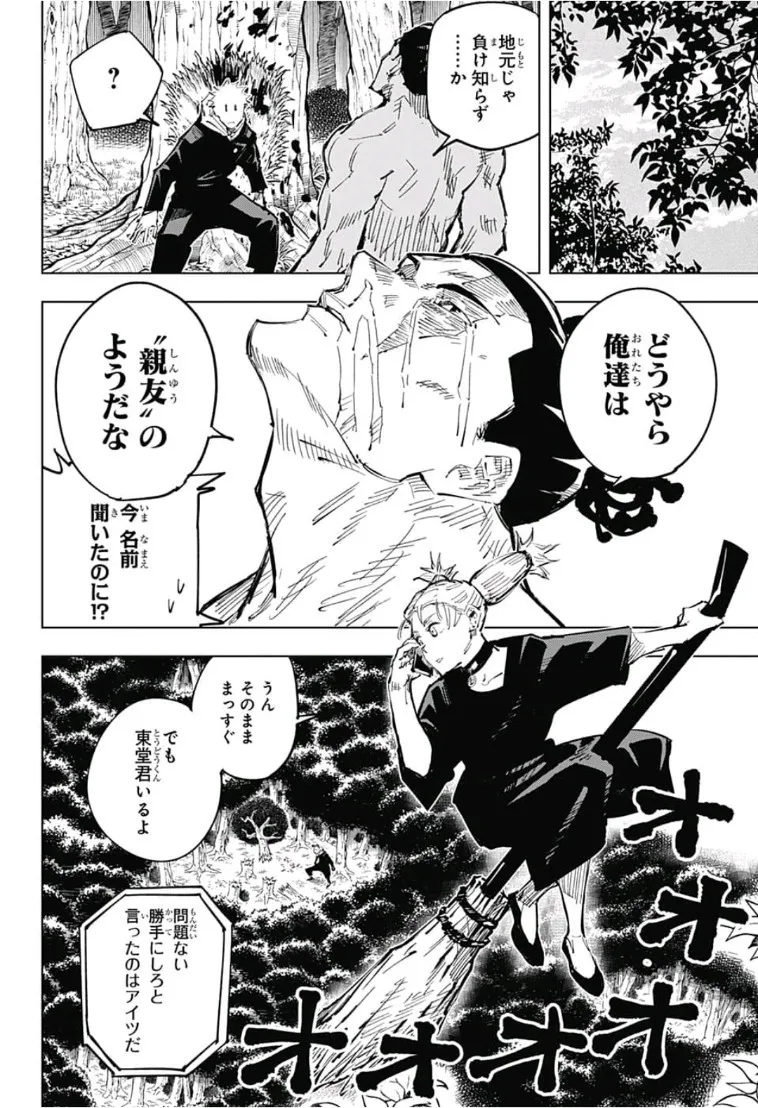 地元じゃ
負け知らず
……か
？
どうやら
俺達は
〝親友〟の
ようだな
今 名前
聞いたのに!?
うん
そのまま
まっすぐ
でも
東堂君いるよ
問題ない
勝手にしろと
言ったのはアイツだ
オオオオオオ